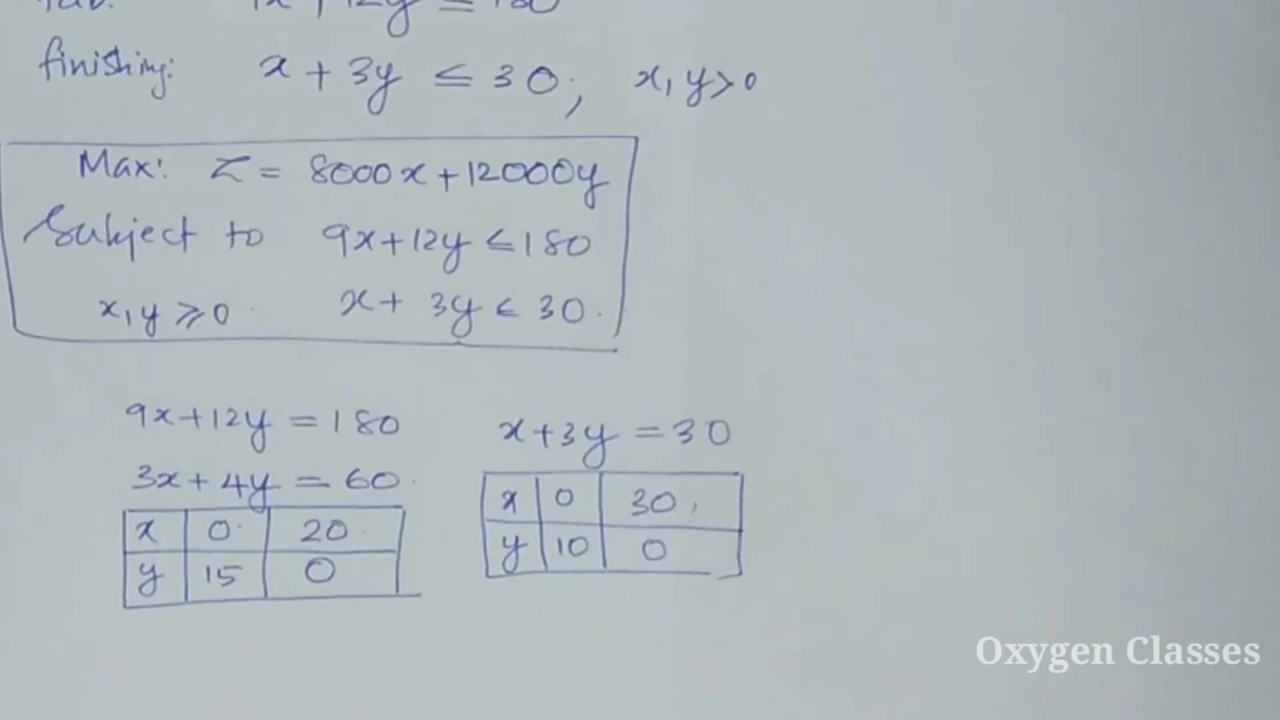 finishing: x + 3y ≤ 30; x, y > 0
Max: Z = 8000x + 12000y
Subject to 9x + 12y ≤ 180
x, y ≥ 0 x + 3y ≤ 30.
9x + 12y = 180
3x + 4y = 60.
x 0 20
y 15 0
x + 3y = 30
x 0 30
y 10 0
Oxygen Classes